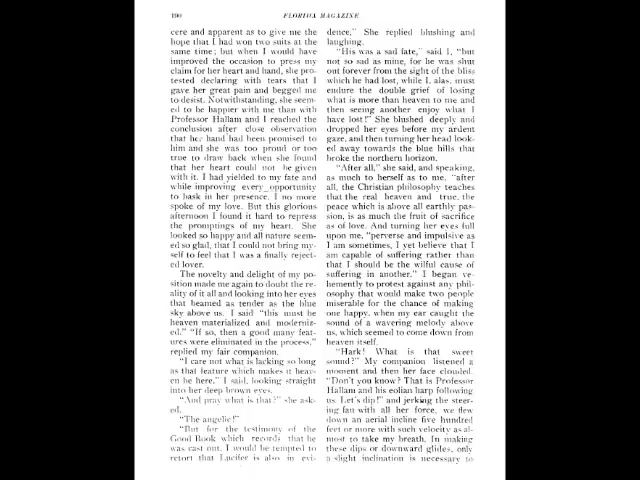 190
FLORIDA MAGAZINE
cere and apparent as to give me the
hope that I had won two suits at the
same time; but when I would have
improved the occasion to press my
claim for her heart and hand, she pro-
tested declaring with tears that I
gave her great pain and begged me
to desist. Notwithstanding, she seem-
ed to be happier with me than with
Professor Hallam and I reached the
conclusion after close observation
that her hand had been promised to
him and she was too proud or too
true to draw back when she found
that her heart could not be given
with it. I had yielded to my fate and
while improving every opportunity
to bask in her presence, I no more
spoke of my love. But this glorious
afternoon I found it hard to repress
the promptings of my heart. She
looked so happy and all nature seem-
ed so glad, that I could not bring my-
self to feel that I was a finally reject-
ed lover.
The novelty and delight of my po-
sition made me again to doubt the re-
ality of it all and looking into her eyes
that beamed as tender as the blue
sky above us. I said "this must be
heaven materialized and moderniz-
ed." "If so, then a good many feat-
ures were eliminated in the process,"
replied my fair companion.
"I care not what is lacking so long
as that feature which makes it heav-
en be here," I said, looking straight
into her deep brown eyes.
"And pray what is that?" she ask-
ed.
"The angelic!"
"But for the testimony of the
Good Book which records that he
was cast out, I would be tempted to
retort that Lucifer is also in evi-
dence," She replied blushing and
laughing.
"His was a sad fate," said I, "but
not so sad as mine, for he was shut
out forever from the sight of the bliss
which he had lost, while I, alas, must
endure the double grief of losing
what is more than heaven to me and
then seeing another enjoy what I
have lost!" She blushed deeply and
dropped her eyes before my ardent
gaze, and then turning her head look-
ed away towards the blue hills that
broke the northern horizon.
"After all," she said, and speaking,
as much to herself as to me, "after
all, the Christian philosophy teaches
that the real heaven and true, the
peace which is above all earthly pas-
sion, is as much the fruit of sacrifice
as of love. And turning her eyes full
upon me, "perverse and impulsive as
I am sometimes, I yet believe that I
am capable of suffering rather than
that I should be the wilful cause of
suffering in another." I began ve-
hemently to protest against any phil-
osophy that would make two people
miserable for the chance of making
one happy, when my ear caught the
sound of a wavering melody above
us, which seemed to come down from
heaven itself.
"Hark! What is that sweet
sound?" My companion listened a
moment and then her face clouded.
"Don't you know? That is Professor
Hallam and his eolian harp following
us. Let's dip!" and jerking the steer-
ing fan with all her force, we flew
down an aerial incline five hundred
feet or more with such velocity as al-
most to take my breath. In making
these dips or downward glides, only
a slight inclination is necessary to